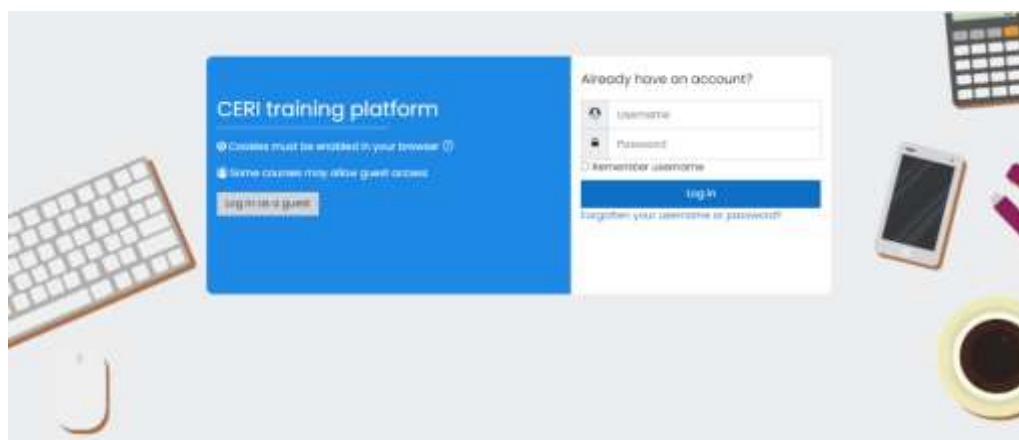 CERI training platform
Cookies must be enabled in your browser
Some courses may allow guest access
Log in as a guest
Already have an account?
Username
Password
Remember username
Log in
Forgotten your username or password?